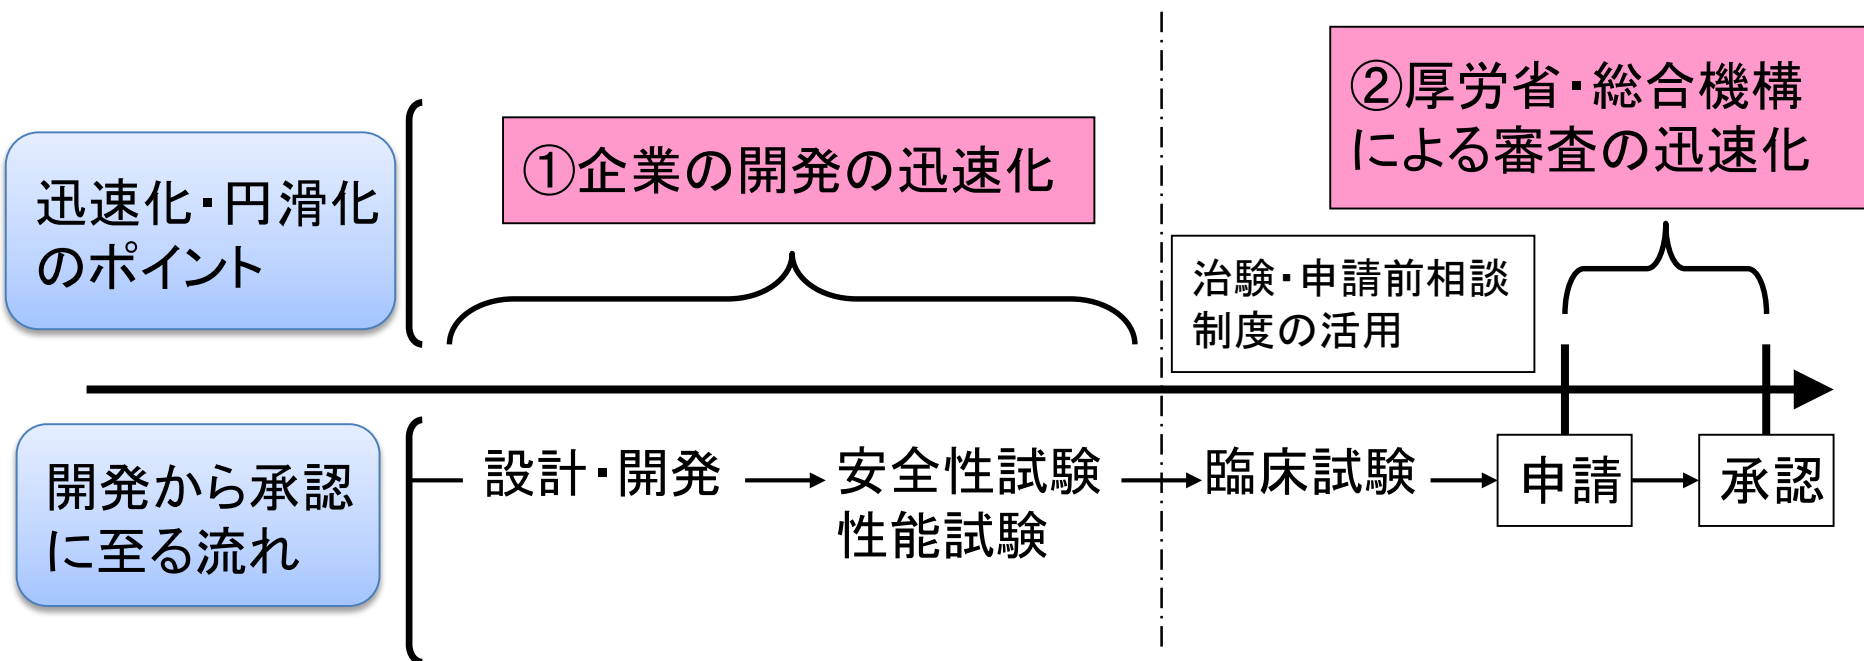 迅速化・円滑化
のポイント
①企業の開発の迅速化
②厚労省・総合機構
による審査の迅速化
治験・申請前相談
制度の活用
開発から承認
に至る流れ
設計・開発
安全性試験
性能試験
臨床試験
申請
承認